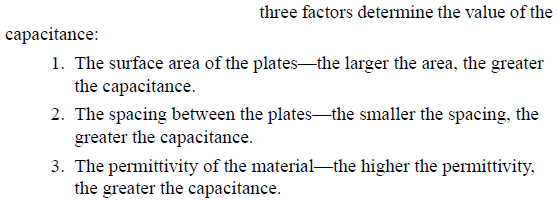 three factors determine the value of the
capacitance:
1. The surface area of the plates—the larger the area, the greater
the capacitance.
2. The spacing between the plates—the smaller the spacing, the
greater the capacitance.
3. The permittivity of the material—the higher the permittivity,
the greater the capacitance.